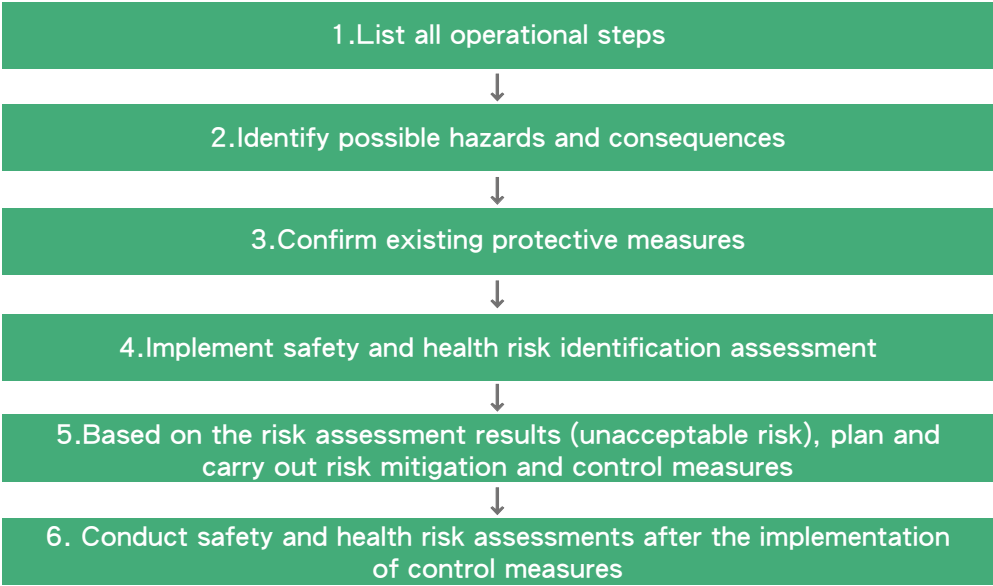 1.List all operational steps
2.Identify possible hazards and consequences
3.Confirm existing protective measures
4.Implement safety and health risk identification assessment
5.Based on the risk assessment results (unacceptable risk), plan and
carry out risk mitigation and control measures
6. Conduct safety and health risk assessments after the implementation
of control measures